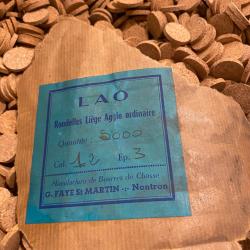 LAO
Rondelles Liège Agglo ordinaire
Quantité : 5000
Cal. 12 Ep. 3
Manufacture de Bourres de Chasse
G. FAYE St MARTIN -:- Nontron